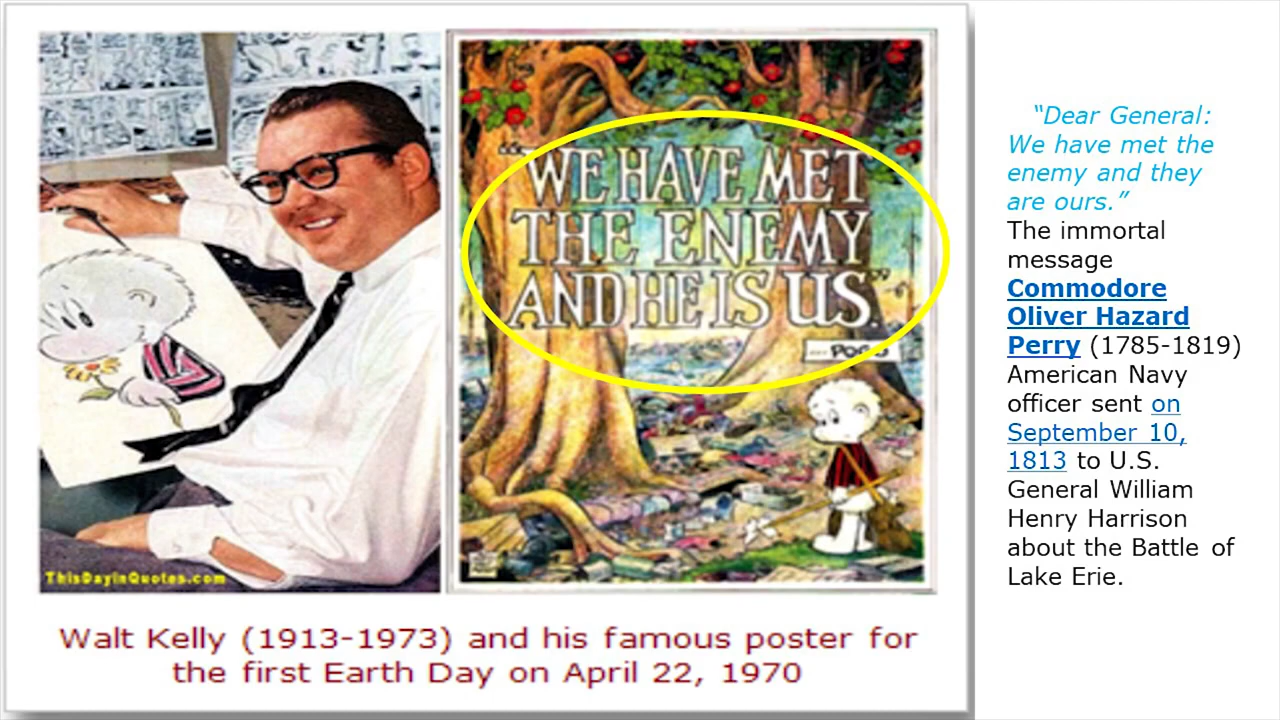 “WE HAVE MET
THE ENEMY
AND HE IS US.”
POGO
ThisDayinQuotes.com
Walt Kelly (1913-1973) and his famous poster for
the first Earth Day on April 22, 1970
“Dear General:
We have met the
enemy and they
are ours.”
The immortal
message
Commodore
Oliver Hazard
Perry (1785-1819)
American Navy
officer sent on
September 10,
1813 to U.S.
General William
Henry Harrison
about the Battle of
Lake Erie.